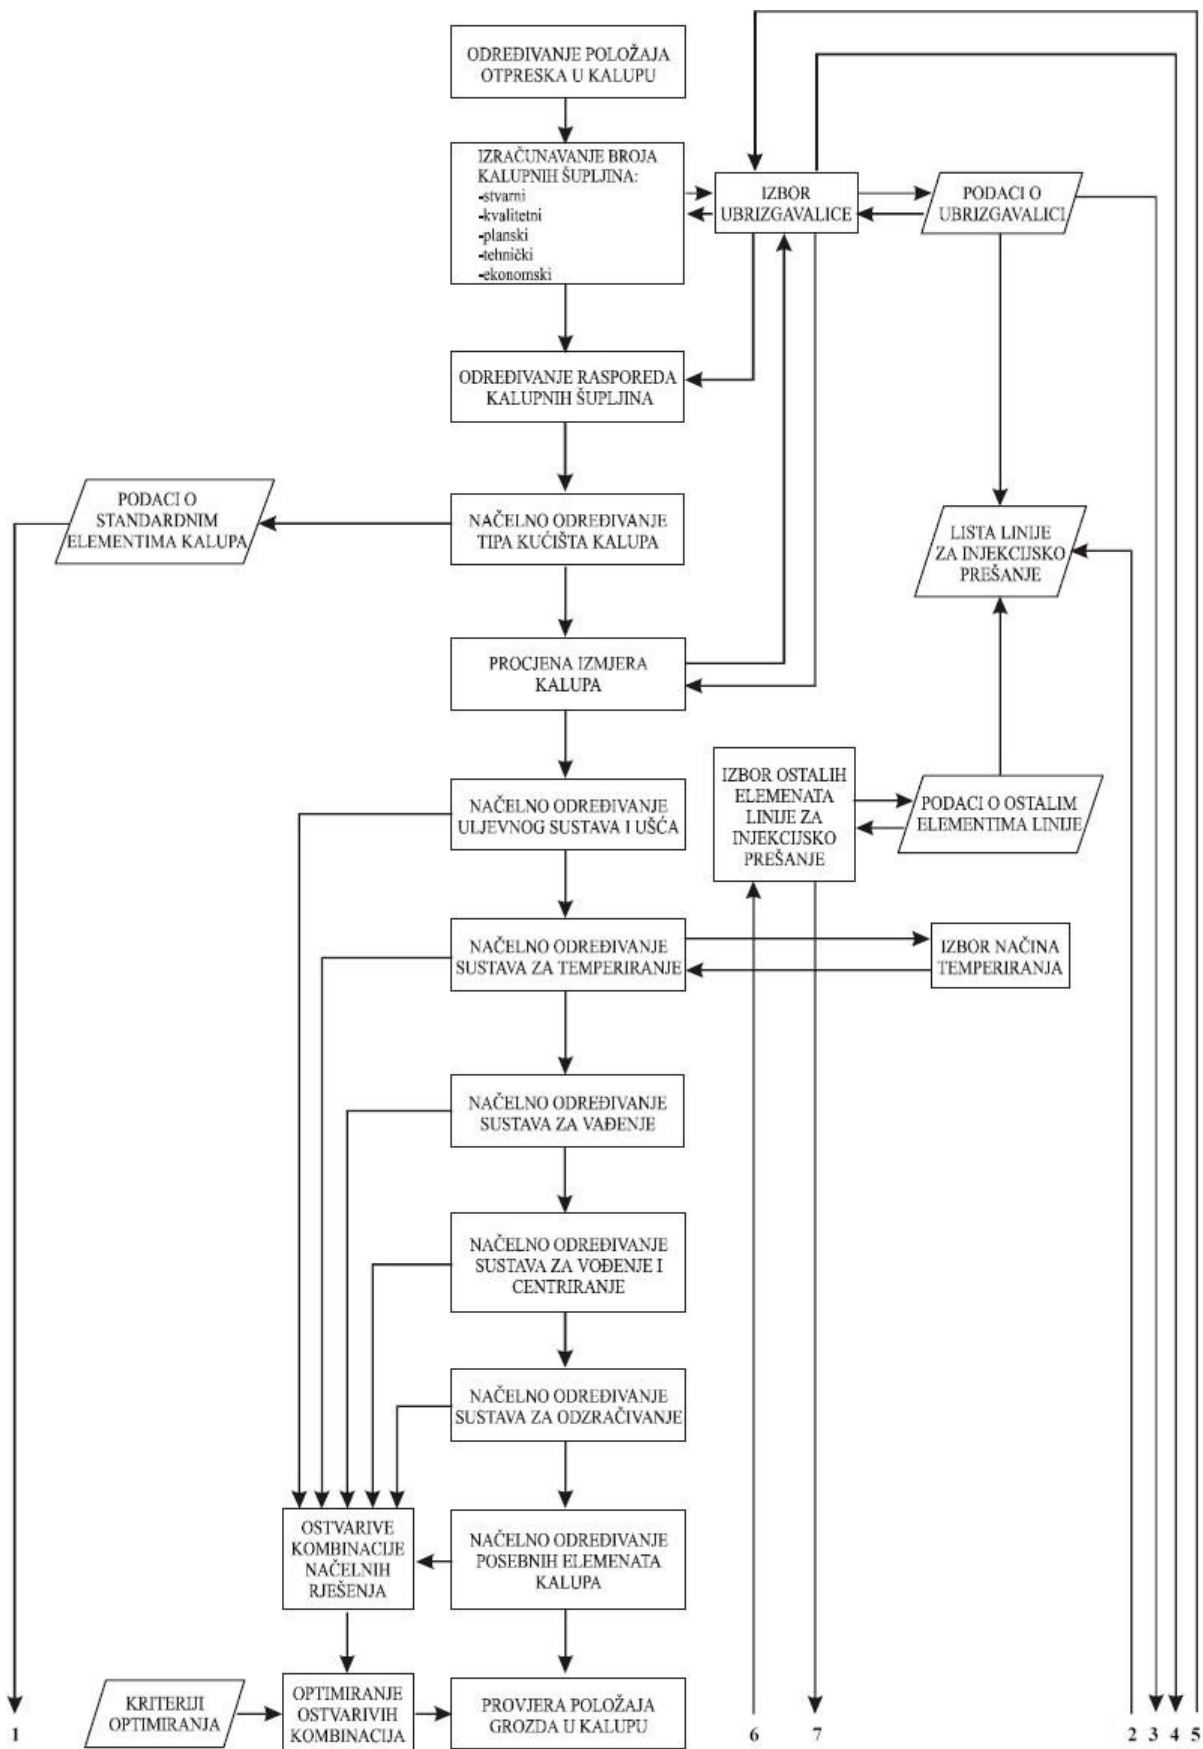 ODREĐIVANJE POLOŽAJA
OTPRESKA U KALUPU
IZRAČUNAVANJE BROJA
KALUPNIH ŠUPLJINA:
-stvarni
-kvalitetni
-planski
-tehnički
-ekonomski
IZBOR
UBRIZGAVALICE
PODACI O
UBRIZGAVALICI
ODREĐIVANJE RASPOREDA
KALUPNIH ŠUPLJINA
PODACI O
STANDARDNIM
ELEMENTIMA KALUPA
NAČELNO ODREĐIVANJE
TIPA KUĆIŠTA KALUPA
LISTA LINIJE
ZA INJEKCIJSKO
PREŠANJE
PROCJENA IZMJERA
KALUPA
NAČELNO ODREĐIVANJE
ULJEVNOG SUSTAVA I UŠĆA
IZBOR OSTALIH
ELEMENATA
LINIJE ZA
INJEKCIJSKO
PREŠANJE
PODACI O OSTALIM
ELEMENTIMA LINIJE
NAČELNO ODREĐIVANJE
SUSTAVA ZA TEMPERIRANJE
IZBOR NAČINA
TEMPERIRANJA
NAČELNO ODREĐIVANJE
SUSTAVA ZA VAĐENJE
NAČELNO ODREĐIVANJE
SUSTAVA ZA VOĐENJE I
CENTRIRANJE
NAČELNO ODREĐIVANJE
SUSTAVA ZA ODZRAČIVANJE
OSTVARIVE
KOMBINACIJE
NAČELNIH
RJEŠENJA
NAČELNO ODREĐIVANJE
POSEBNIH ELEMENATA
KALUPA
KRITERIJI
OPTIMIRANJA
OPTIMIRANJE
OSTVARIVIH
KOMBINACIJA
PROVJERA POLOŽAJA
GROZDA U KALUPU
1 6 7 2 3 4 5